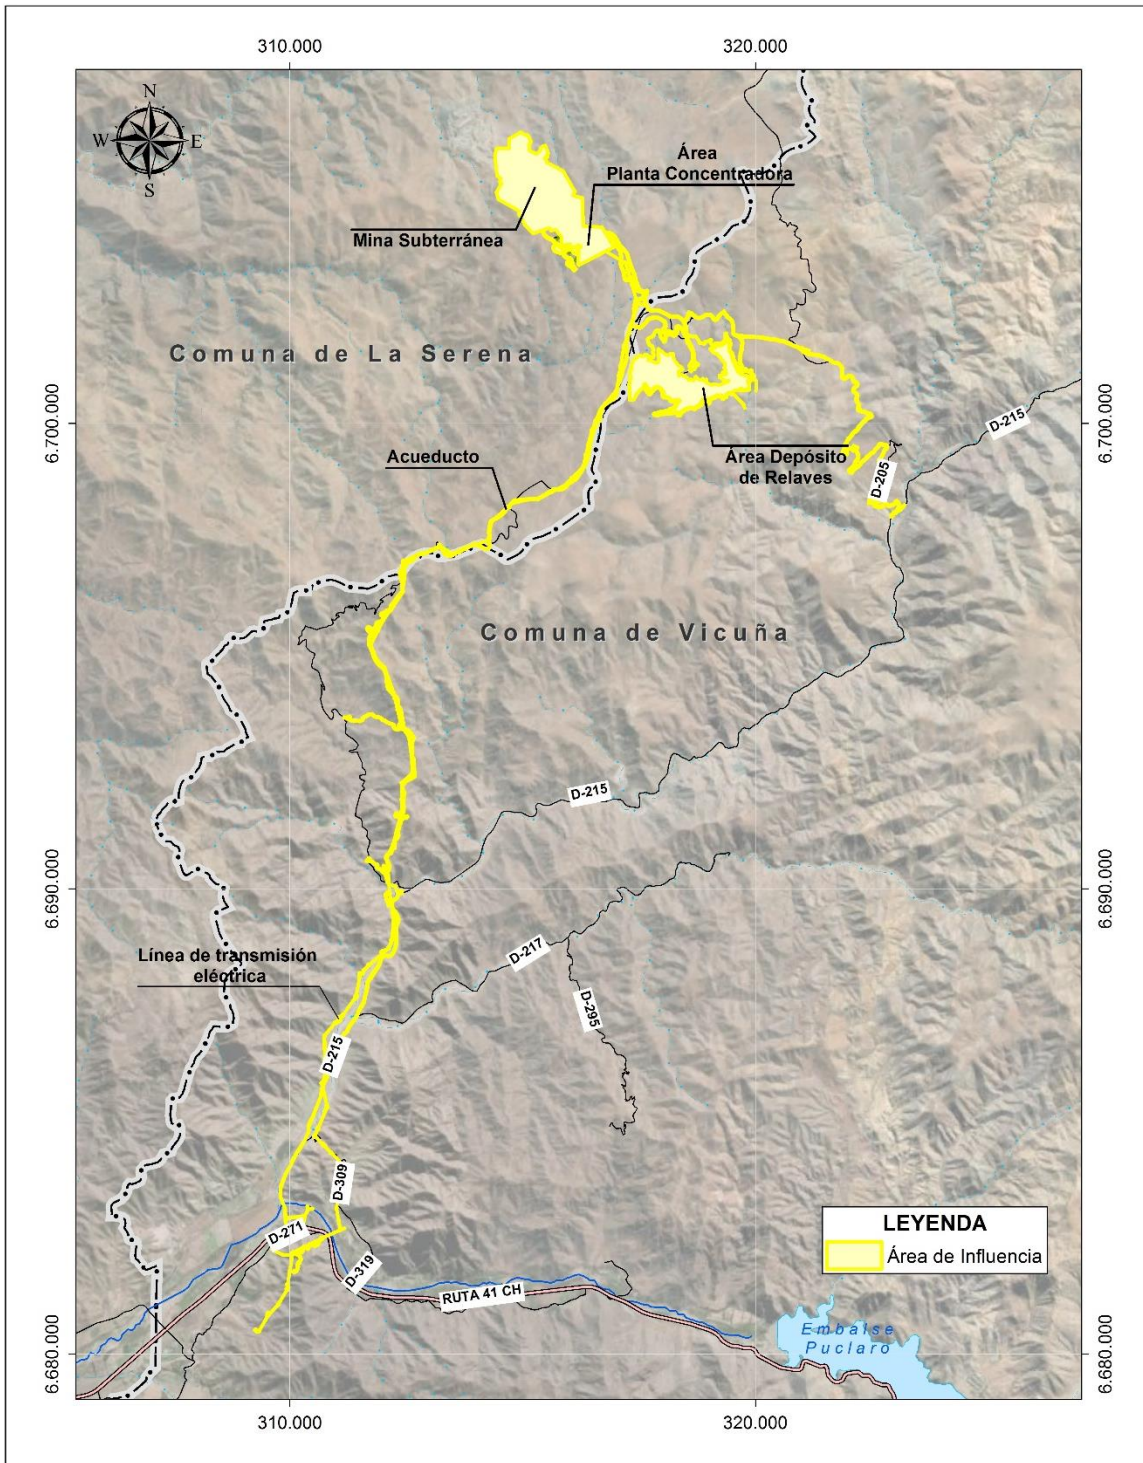 310.000
320.000
N
W
E
S
Área
Planta Concentradora
Mina Subterránea
Comuna de La Serena
6.700.000
6.700.000
D-215
Acueducto
Área Depósito
de Relaves
D-205
Comuna de Vicuña
D-215
6.690.000
6.690.000
D-217
Línea de transmisión
eléctrica
D-295
D-215
D-309
LEYENDA
Área de Influencia
D-271
D-319
RUTA 41 CH
Embalse
Puclaro
6.680.000
6.680.000
310.000
320.000